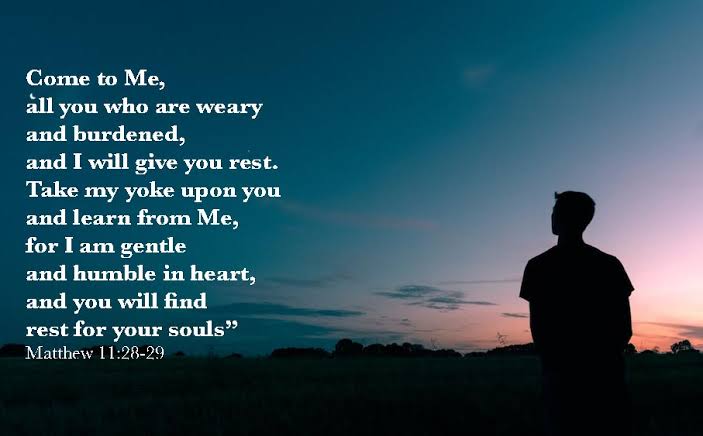 Come to Me,
all you who are weary
and burdened,
and I will give you rest.
Take my yoke upon you
and learn from Me,
for I am gentle
and humble in heart,
and you will find
rest for your souls”
Matthew 11:28-29